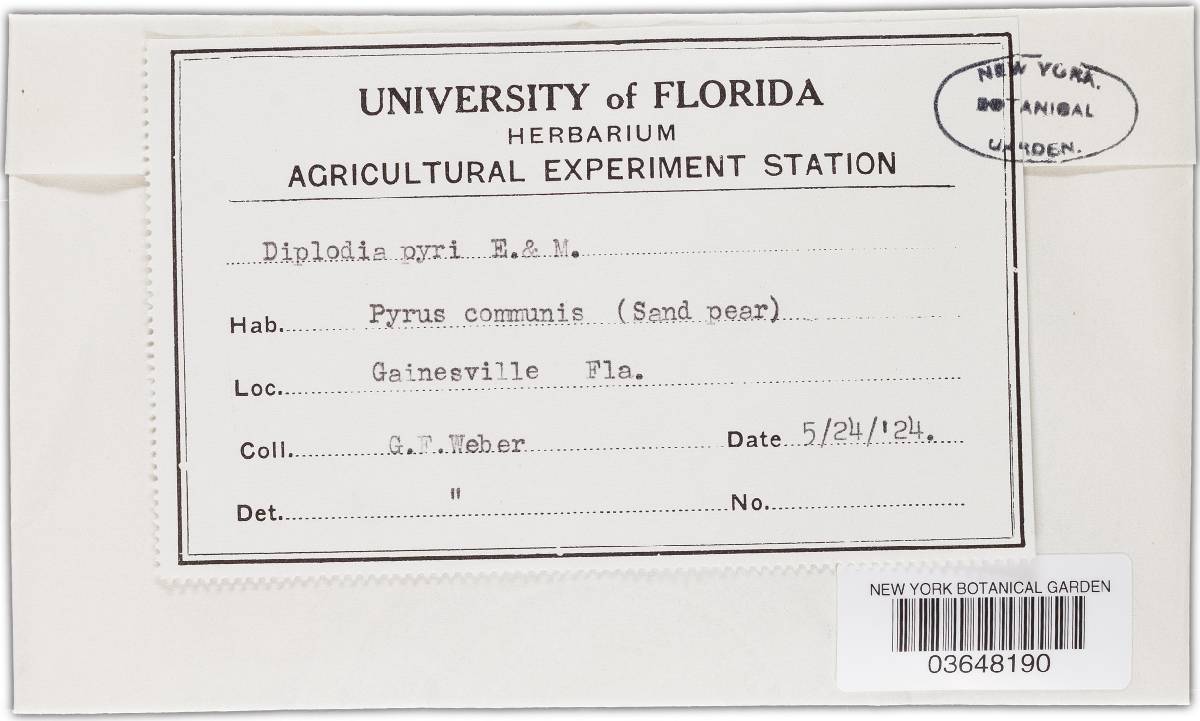 UNIVERSITY of FLORIDA
HERBARIUM
AGRICULTURAL EXPERIMENT STATION
Diplodia pyri E.& M.
Hab. Pyrus communis (Sand pear)
Loc. Gainesville Fla.
Coll. G.F.Weber Date 5/24/'24.
Det. " No.
NEW YORK.
BOTANICAL
GARDEN.
NEW YORK BOTANICAL GARDEN
03648190